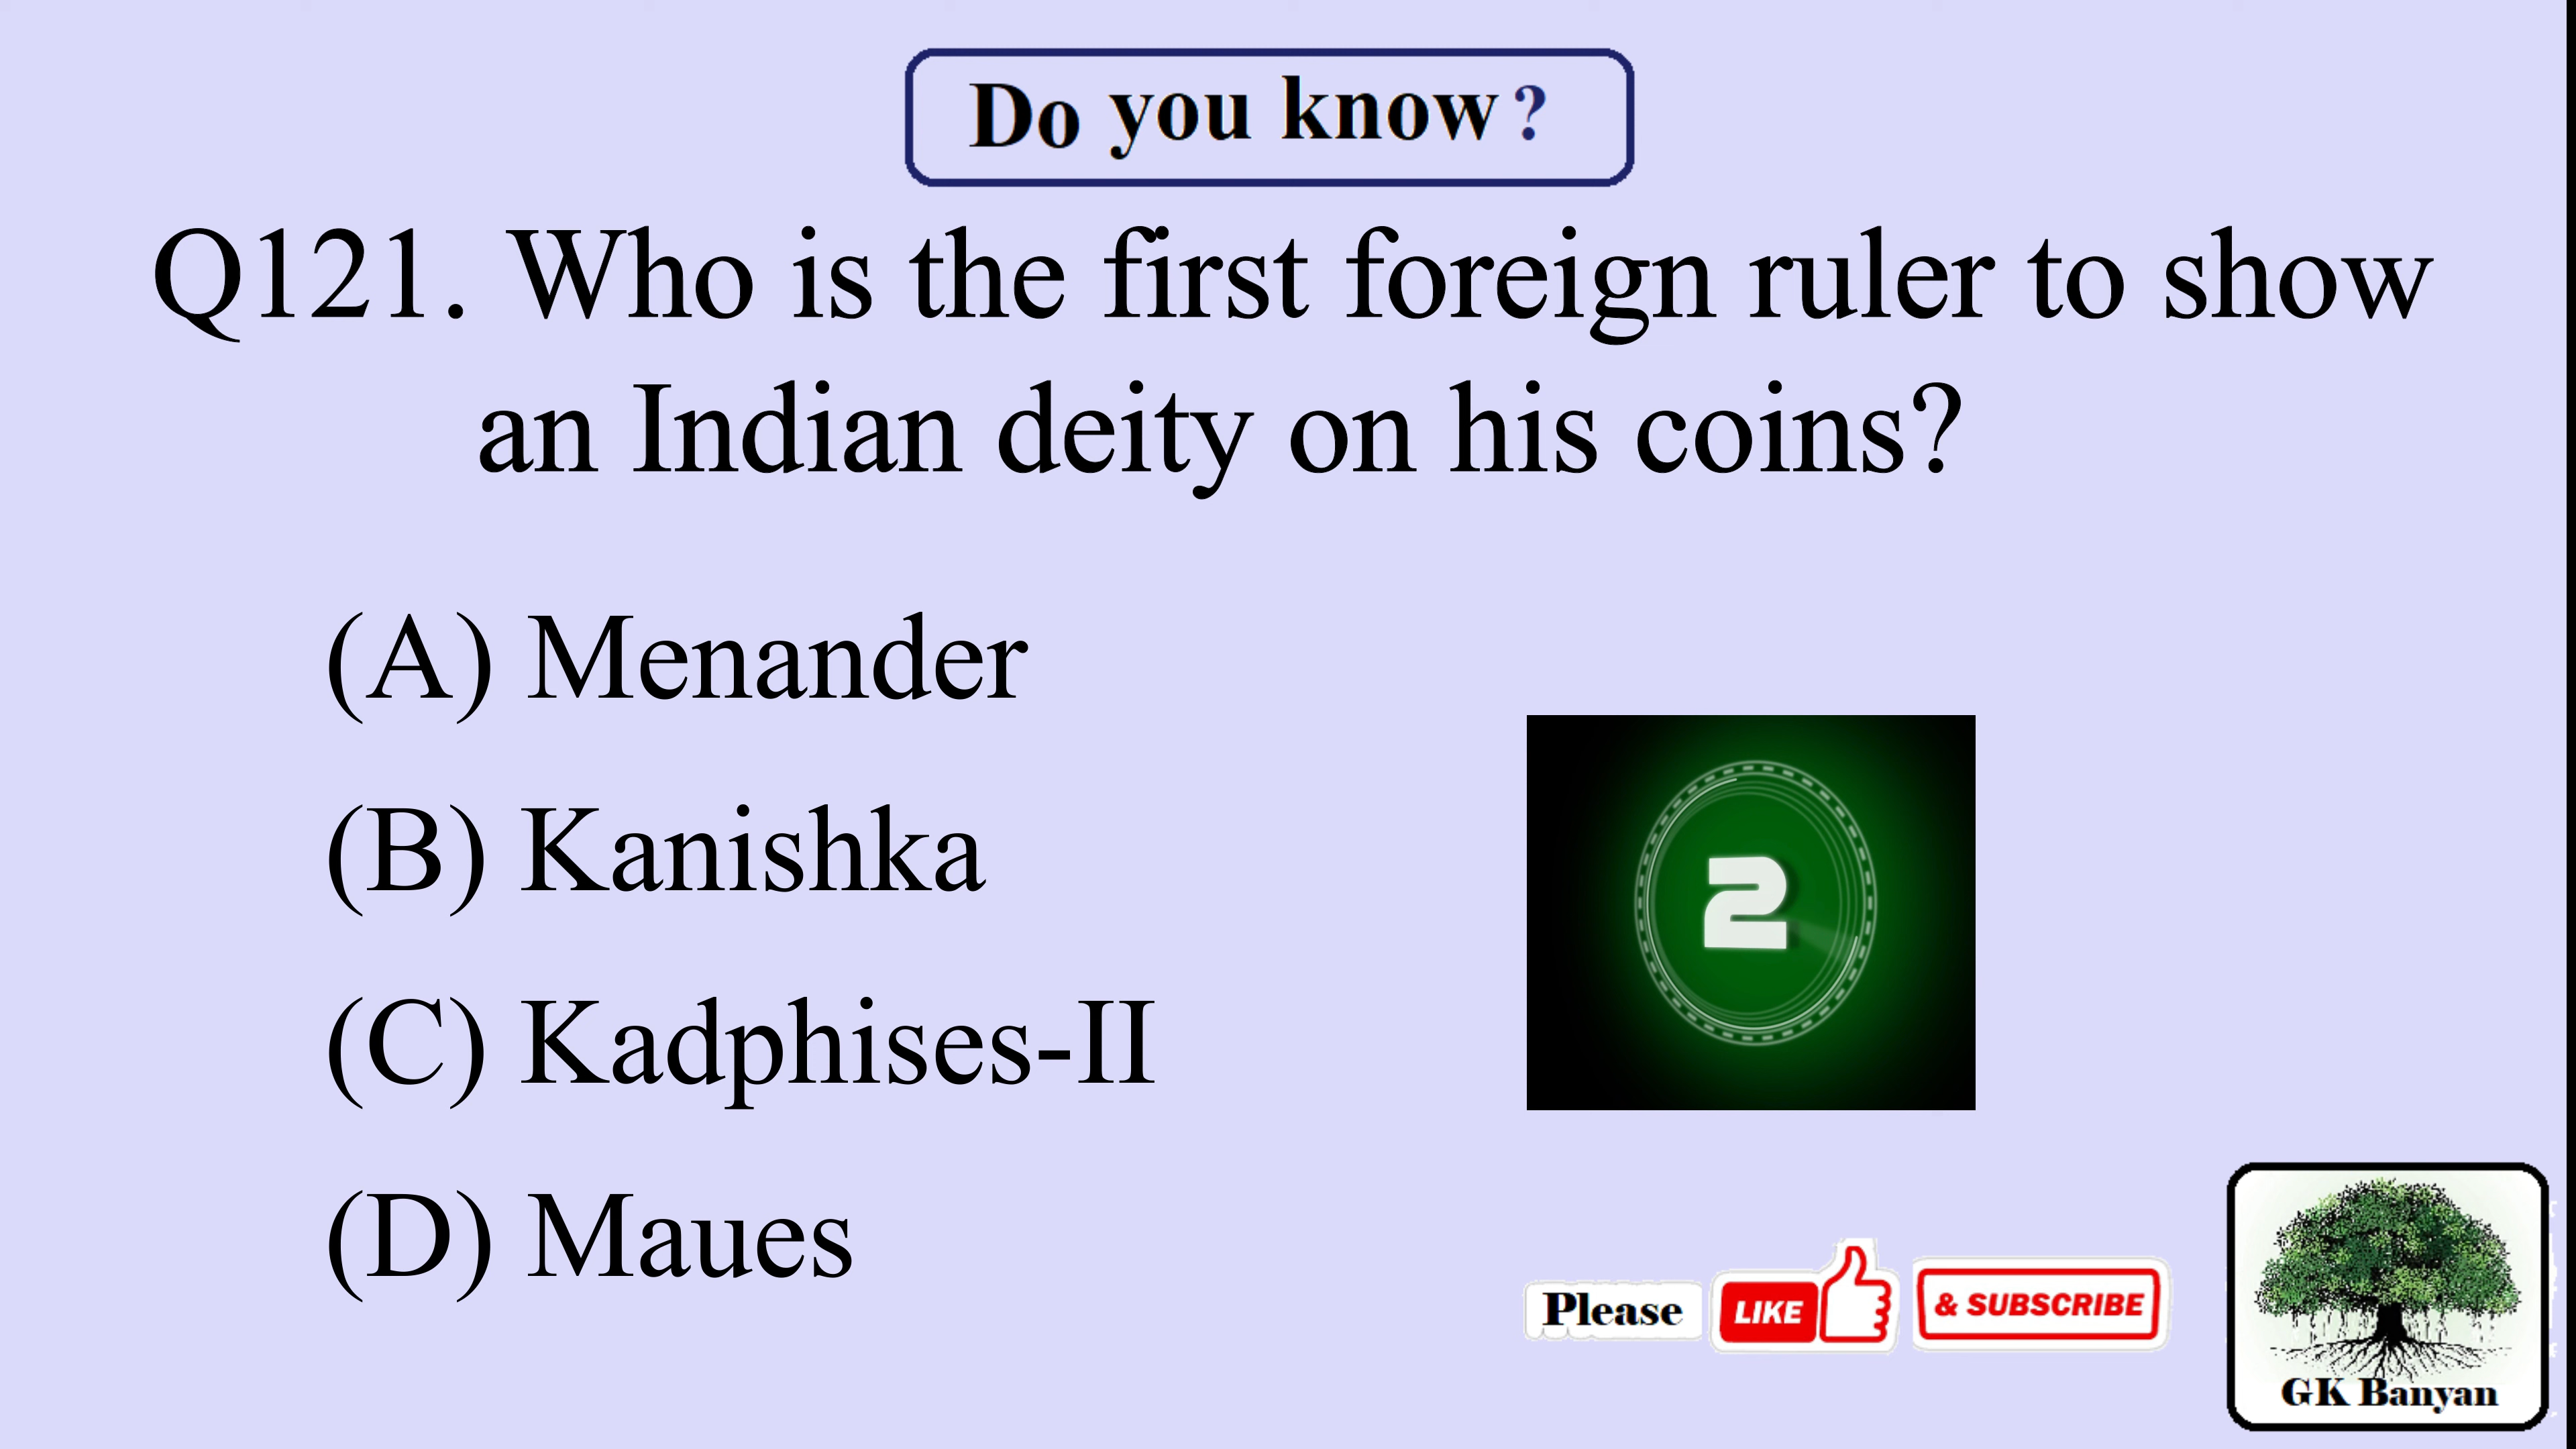 Do you know?
Q121. Who is the first foreign ruler to show
an Indian deity on his coins?
(A) Menander
(B) Kanishka
(C) Kadphises-II
(D) Maues
2
Please LIKE & SUBSCRIBE
GK Banyan